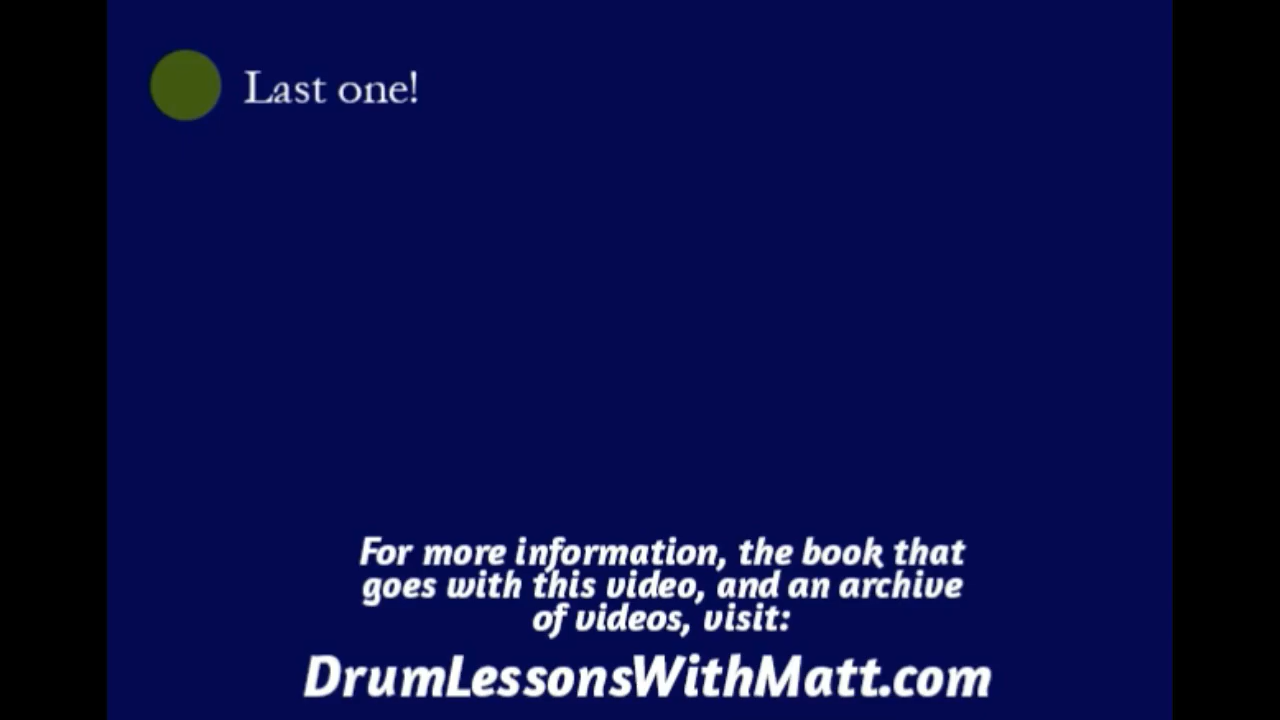 Last one!
For more information, the book that
goes with this video, and an archive
of videos, visit:
DrumLessonsWithMatt.com